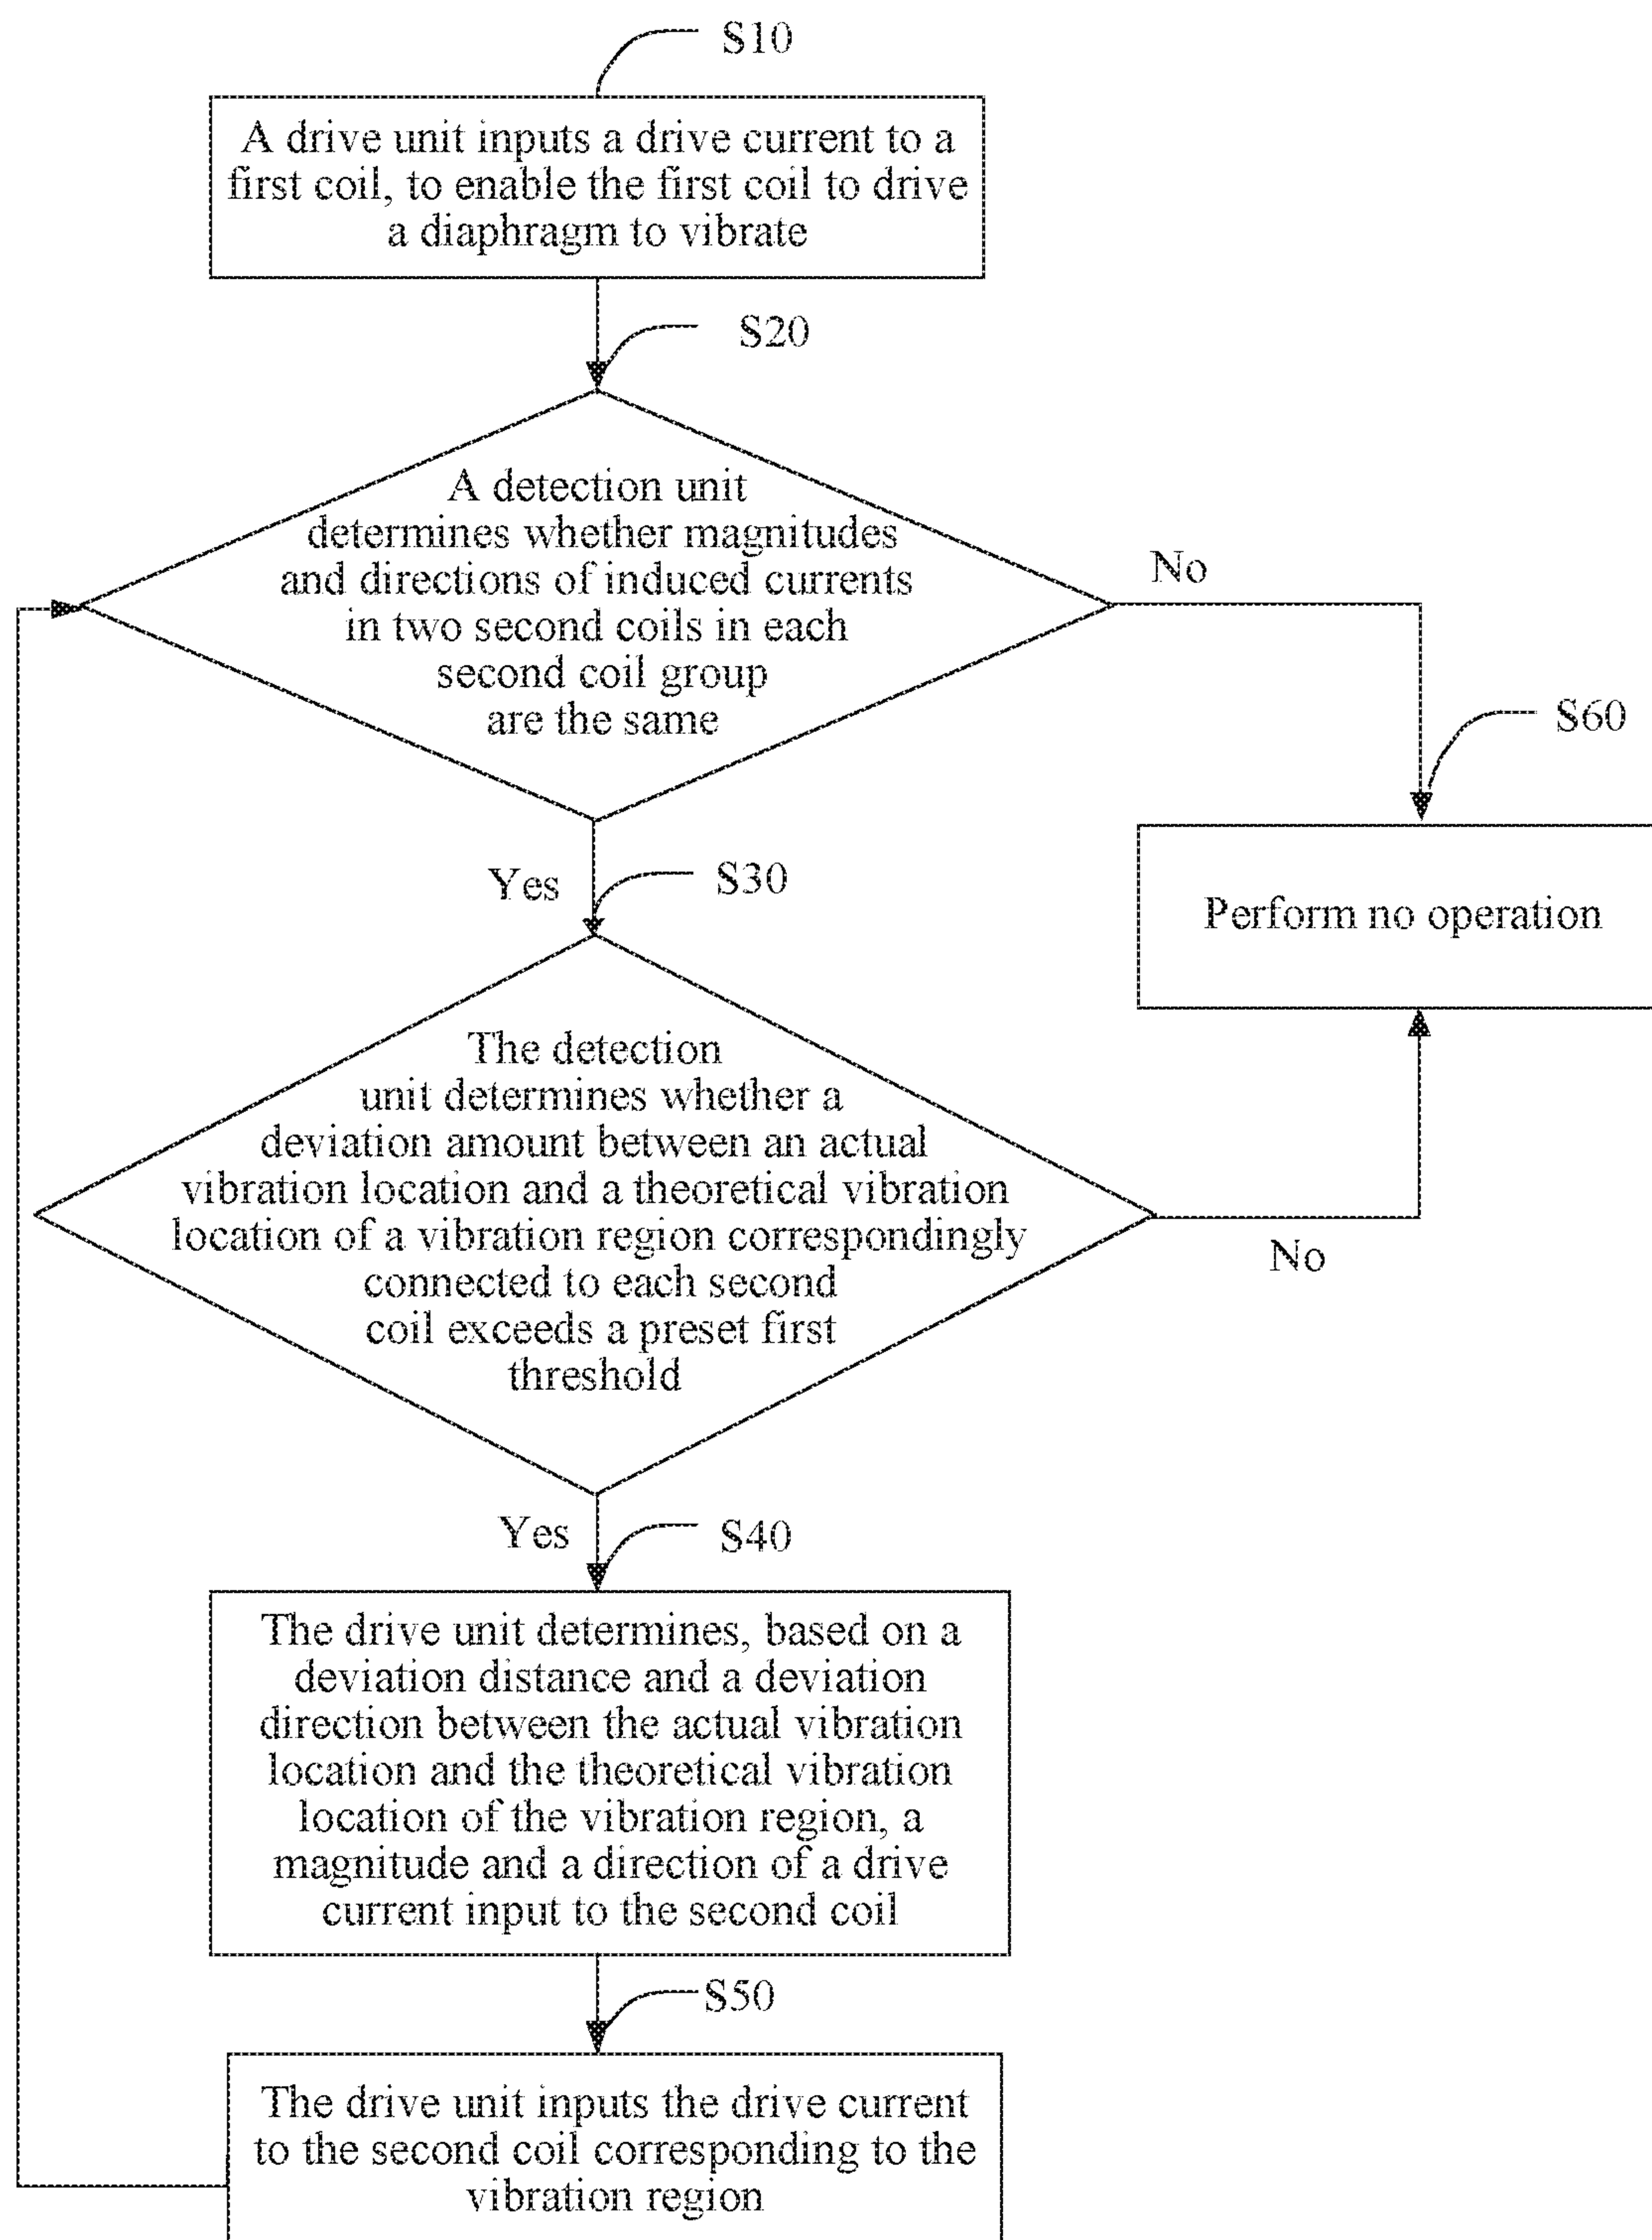 S10
A drive unit inputs a drive current to a
first coil, to enable the first coil to drive
a diaphragm to vibrate
S20
A detection unit
determines whether magnitudes
and directions of induced currents
in two second coils in each
second coil group
are the same
No
S60
Perform no operation
Yes
S30
The detection
unit determines whether a
deviation amount between an actual
vibration location and a theoretical vibration
location of a vibration region correspondingly
connected to each second
coil exceeds a preset first
threshold
No
Yes
S40
The drive unit determines, based on a
deviation distance and a deviation
direction between the actual vibration
location and the theoretical vibration
location of the vibration region, a
magnitude and a direction of a drive
current input to the second coil
S50
The drive unit inputs the drive current
to the second coil corresponding to the
vibration region